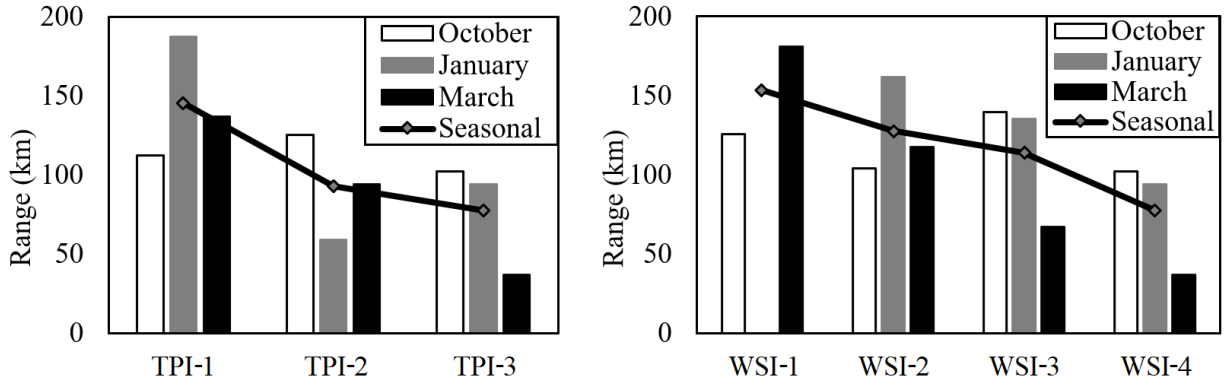 Range (km)
200
150
100
50
0
October
January
March
Seasonal
TPI-1 TPI-2 TPI-3
Range (km)
200
150
100
50
0
October
January
March
Seasonal
WSI-1 WSI-2 WSI-3 WSI-4